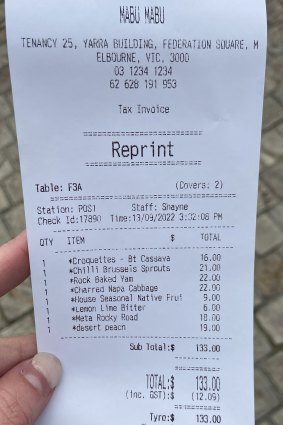 MABU MABU
TENANCY 25, YARRA BUILDING, FEDERATION SQUARE, M
ELBOURNE, VIC, 3000
03 1234 1234
62 628 191 953
Tax Invoice
Reprint
Table: F3A (Covers: 2)
Station: POS1 Staff: Shayne
Check Id:17890 Time:13/09/2022 3:32:08 PM
QTY ITEM $ TOTAL
1 *Croquettes - Bt Cassava 16.00
1 *Chilli Brussels Sprouts 21.00
1 *Rock Baked Yam 22.00
1 *Charred Napa Cabbage 22.00
1 *House Seasonal Native Frui 9.00
1 *Lemon Lime Bitter 6.00
1 *Meta Rocky Road 18.00
1 *desert peach 19.00
Sub Total:$ 133.00
TOTAL:$ 133.00
(inc. GST):$ (12.09)
Tyro:$ 133.00